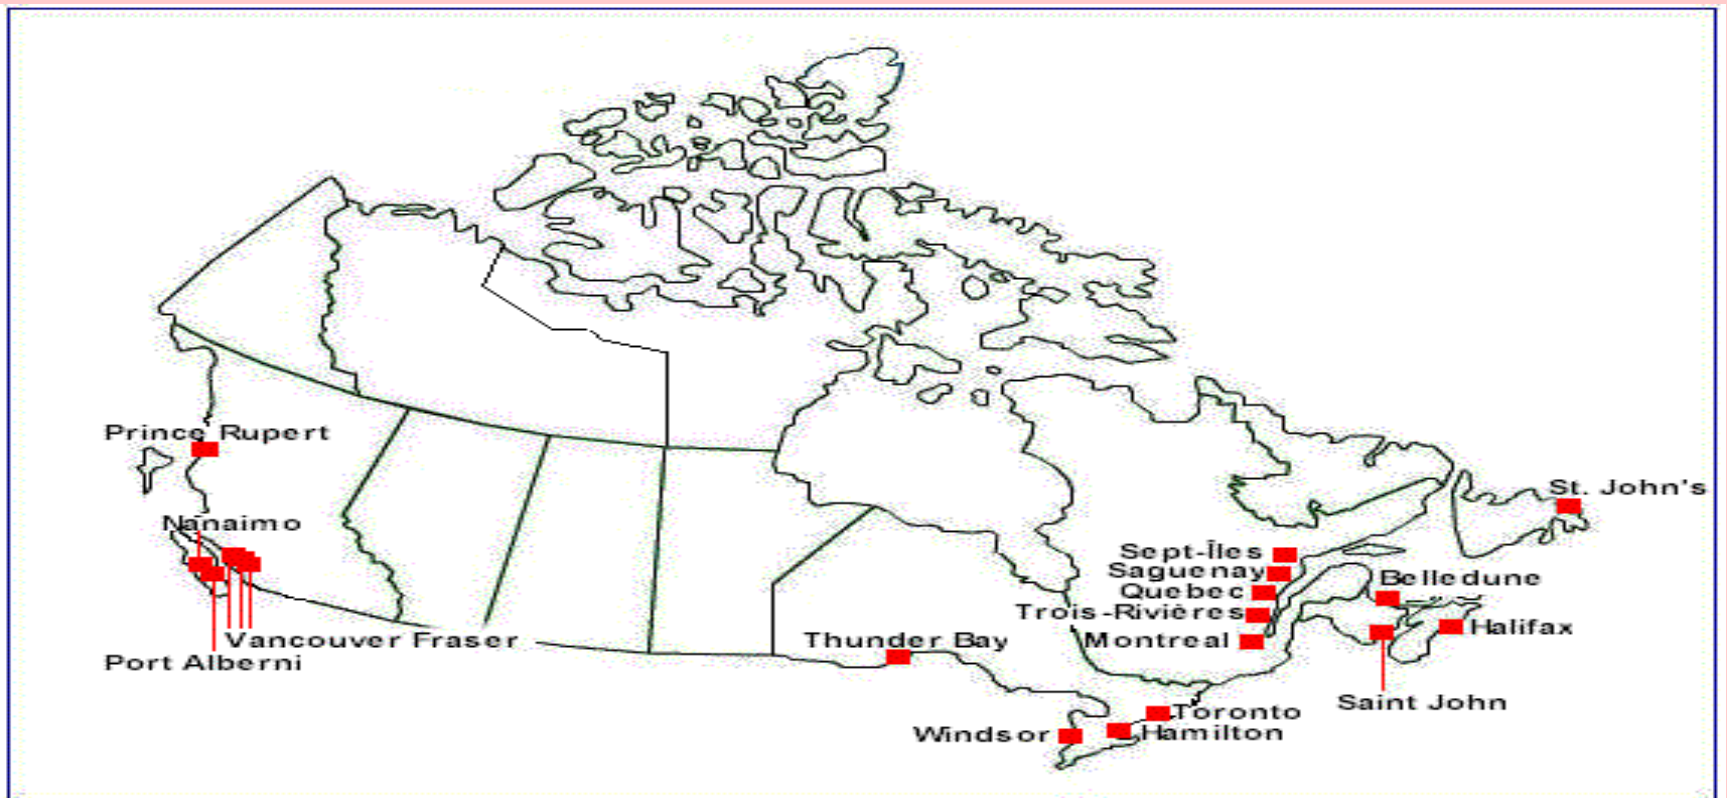 Prince Rupert
St. John's
Nanaimo
Sept-Îles
Saguenay
Belledune
Quebec
Trois-Rivières
Halifax
Vancouver Fraser
Thunder Bay
Montreal
Port Alberni
Saint John
Toronto
Windsor
Hamilton